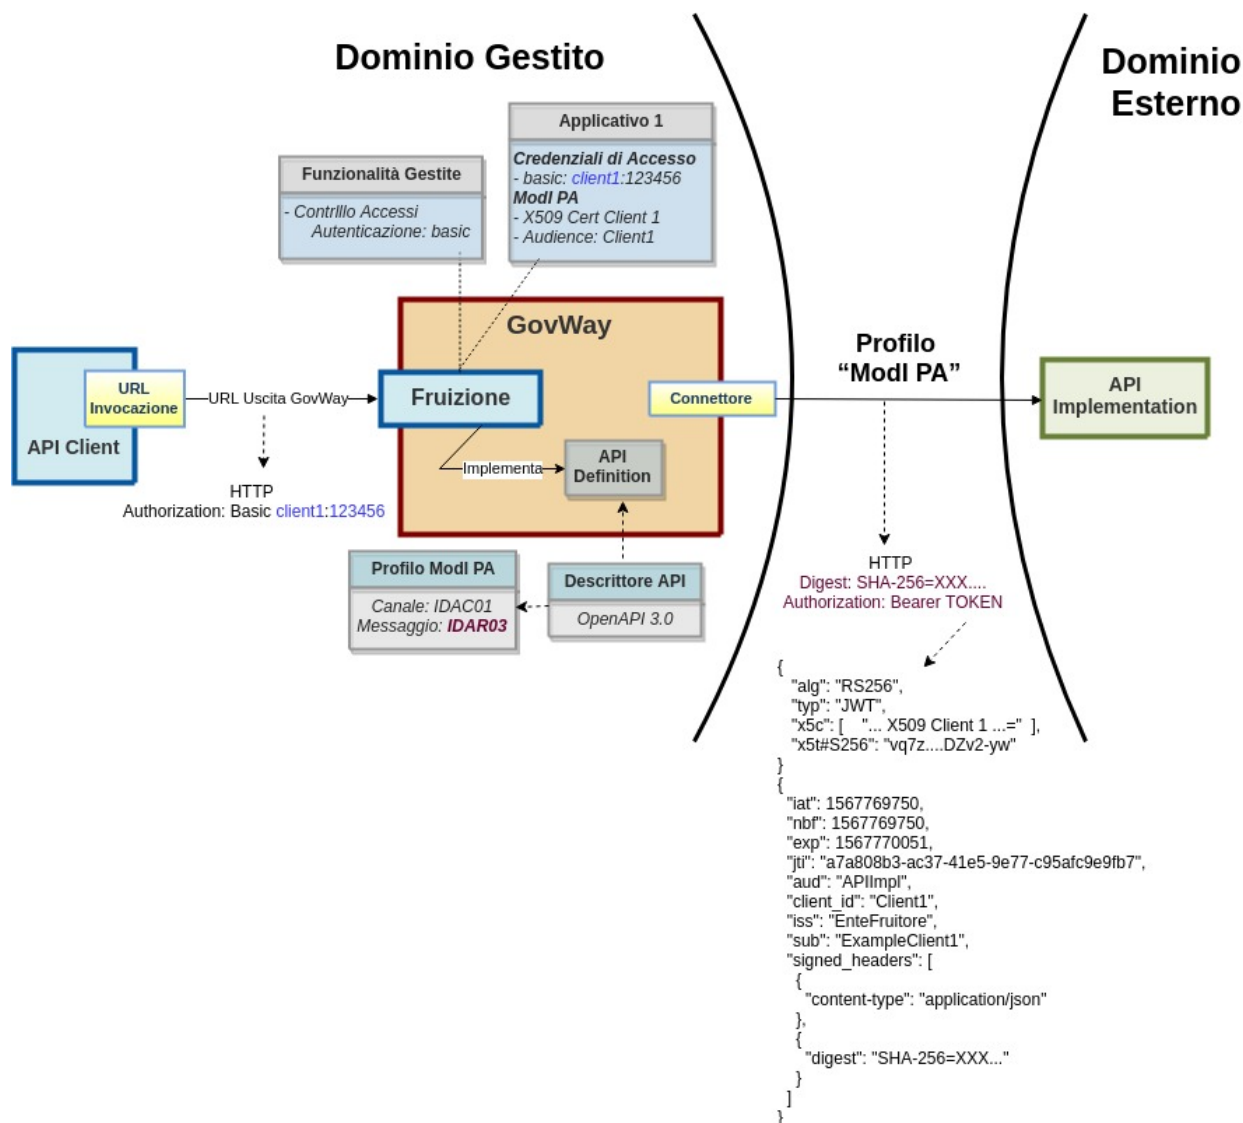 Dominio Gestito
Dominio
Esterno
Applicativo 1
Credenziali di Accesso
- basic: client1:123456
ModI PA
- X509 Cert Client 1
- Audience: Client1
Funzionalità Gestite
- Contrlllo Accessi
Autenticazione: basic
GovWay
URL
Invocazione
API Client
URL Uscita GovWay
Fruizione
Connettore
Profilo
“ModI PA”
API
Implementation
Implementa
API
Definition
HTTP
Authorization: Basic client1:123456
Profilo ModI PA
Canale: IDAC01
Messaggio: IDAR03
Descrittore API
OpenAPI 3.0
HTTP
Digest: SHA-256=XXX....
Authorization: Bearer TOKEN
{
"alg": "RS256",
"typ": "JWT",
"x5c": [ "... X509 Client 1 ...=" ],
"x5t#S256": "vq7z....DZv2-yw"
}
{
"iat": 1567769750,
"nbf": 1567769750,
"exp": 1567770051,
"jti": "a7a808b3-ac37-41e5-9e77-c95afc9e9fb7",
"aud": "APIImpl",
"client_id": "Client1",
"iss": "EnteFruitore",
"sub": "ExampleClient1",
"signed_headers": [
{
"content-type": "application/json"
},
{
"digest": "SHA-256=XXX..."
}
]
}